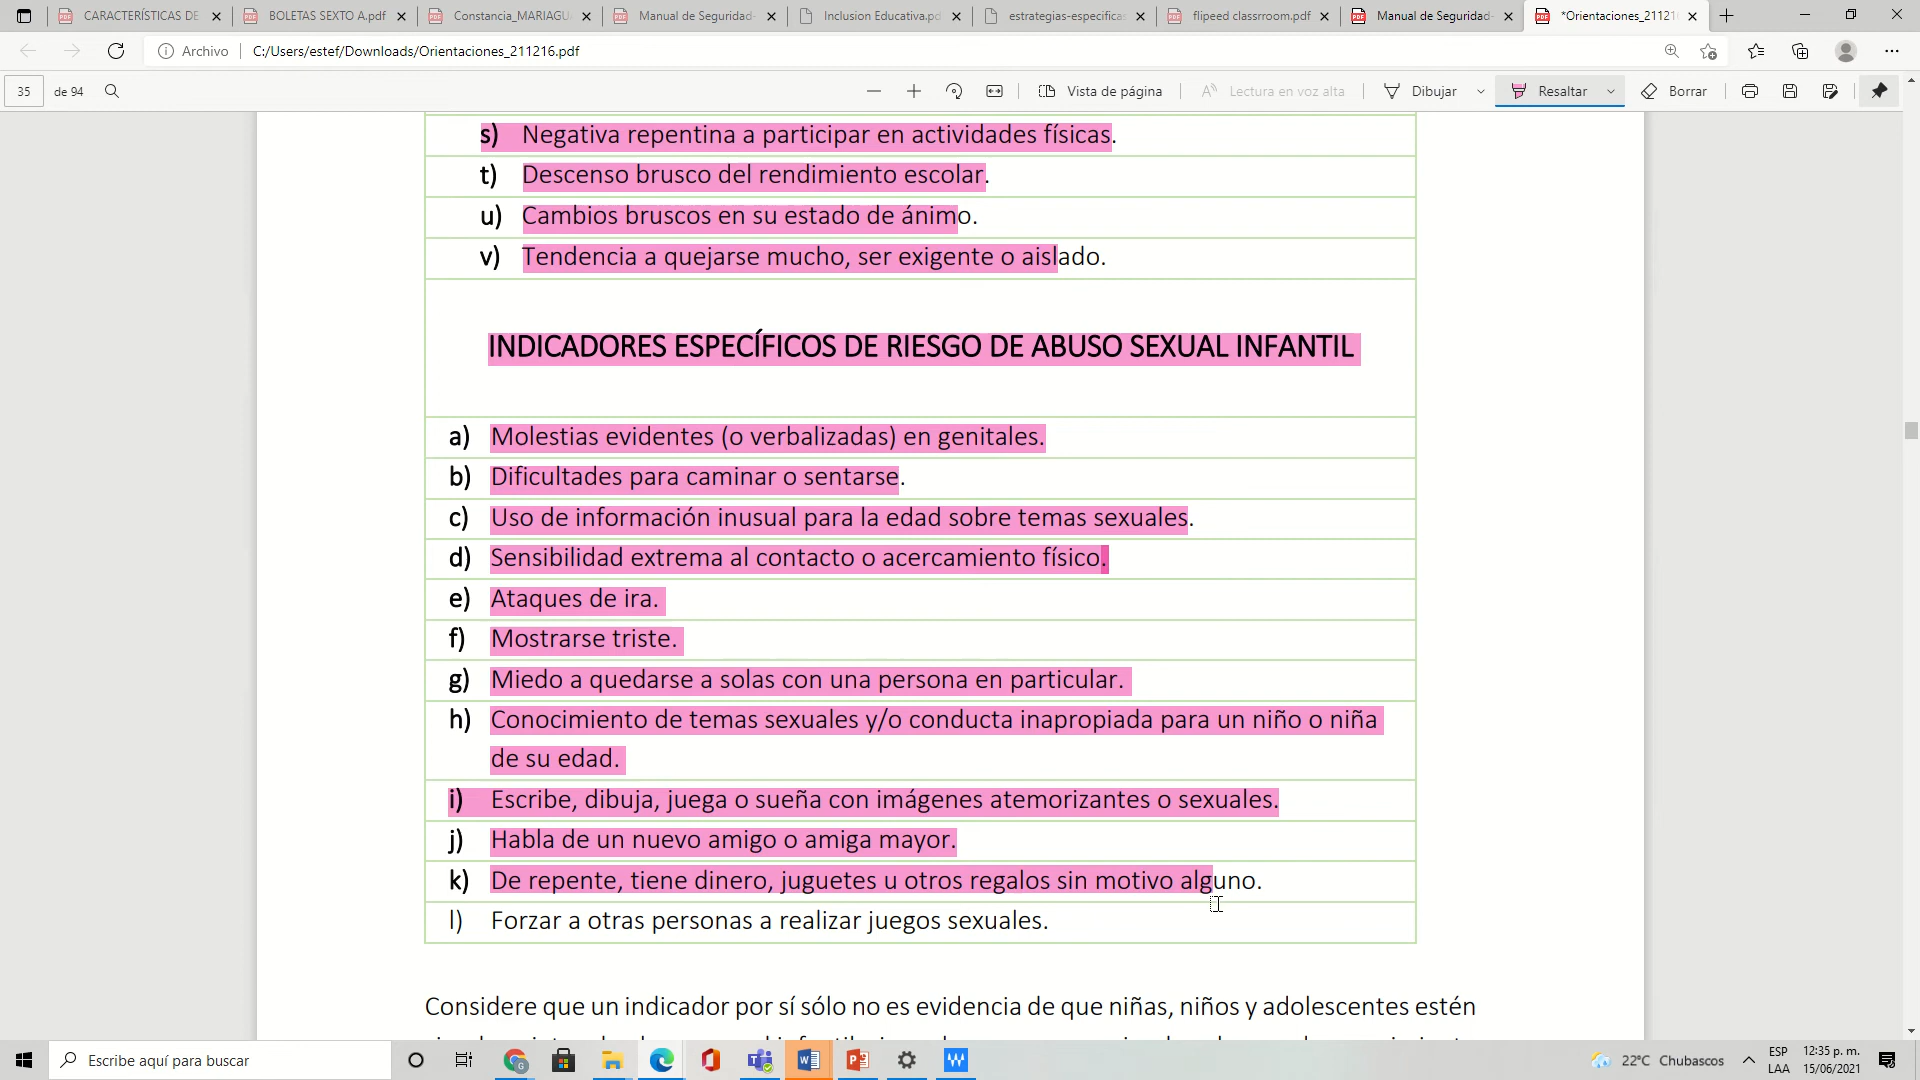 CARACTERÍSTICAS DE
BOLETAS SEXTO A.pdf
Constancia_MARIAGU
Manual de Seguridad-
Inclusion Educativa.pd
estrategias-especificas
flipeed classrroom.pdf
Manual de Seguridad-
*Orientaciones_21121
Archivo
C:/Users/estef/Downloads/Orientaciones_211216.pdf
35
de 94
Vista de página
Lectura en voz alta
Dibujar
Resaltar
Borrar
s) Negativa repentina a participar en actividades físicas.
t) Descenso brusco del rendimiento escolar.
u) Cambios bruscos en su estado de ánimo.
v) Tendencia a quejarse mucho, ser exigente o aislado.
INDICADORES ESPECÍFICOS DE RIESGO DE ABUSO SEXUAL INFANTIL
a) Molestias evidentes (o verbalizadas) en genitales.
b) Dificultades para caminar o sentarse.
c) Uso de información inusual para la edad sobre temas sexuales.
d) Sensibilidad extrema al contacto o acercamiento físico.
e) Ataques de ira.
f) Mostrarse triste.
g) Miedo a quedarse a solas con una persona en particular.
h) Conocimiento de temas sexuales y/o conducta inapropiada para un niño o niña
de su edad.
i) Escribe, dibuja, juega o sueña con imágenes atemorizantes o sexuales.
j) Habla de un nuevo amigo o amiga mayor.
k) De repente, tiene dinero, juguetes u otros regalos sin motivo alguno.
l) Forzar a otras personas a realizar juegos sexuales.
Considere que un indicador por sí sólo no es evidencia de que niñas, niños y adolescentes estén
Escribe aquí para buscar
22°C Chubascos
ESP
LAA
12:35 p. m.
15/06/2021